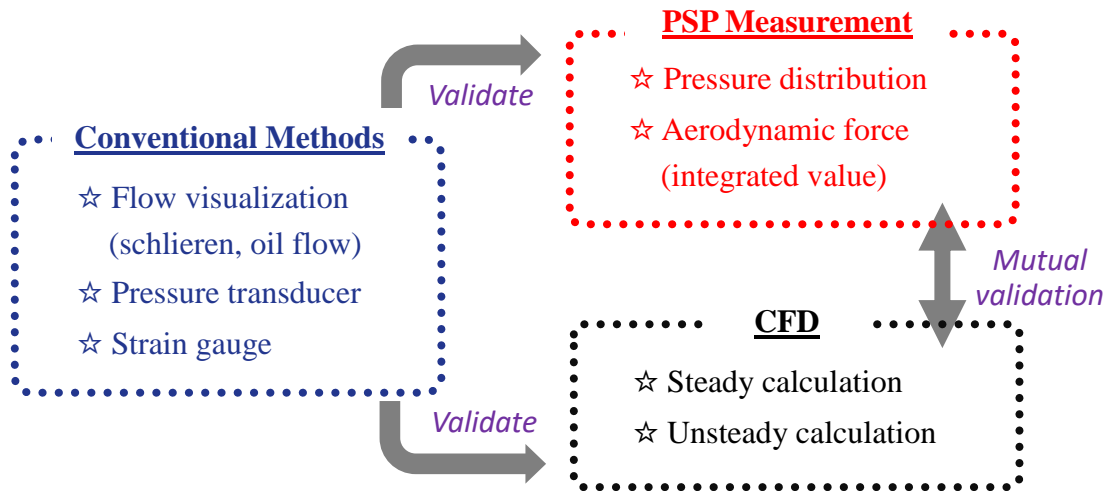 PSP Measurement
☆ Pressure distribution
☆ Aerodynamic force
(integrated value)
Validate
Conventional Methods
☆ Flow visualization
(schlieren, oil flow)
☆ Pressure transducer
☆ Strain gauge
Mutual
validation
CFD
☆ Steady calculation
☆ Unsteady calculation
Validate